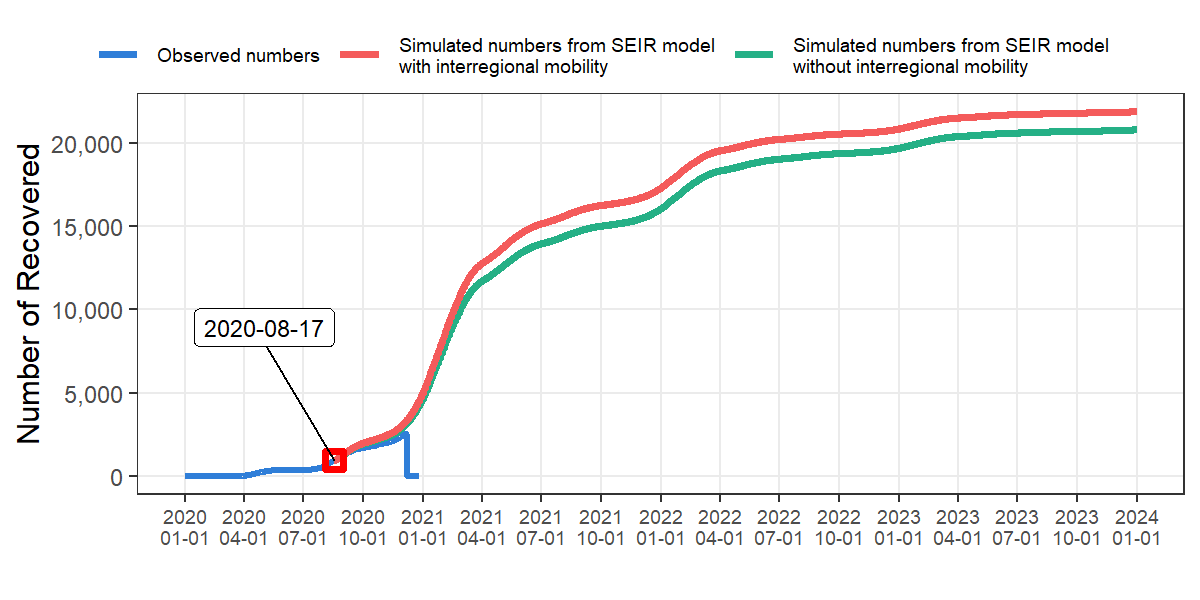 Observed numbers
Simulated numbers from SEIR model
with interregional mobility
Simulated numbers from SEIR model
without interregional mobility
Number of Recovered
20,000
15,000
10,000
5,000
0
2020-08-17
2020 2020 2020 2020 2021 2021 2021 2021 2022 2022 2022 2022 2023 2023 2023 2023 2024
01-01 04-01 07-01 10-01 01-01 04-01 07-01 10-01 01-01 04-01 07-01 10-01 01-01 04-01 07-01 10-01 01-01